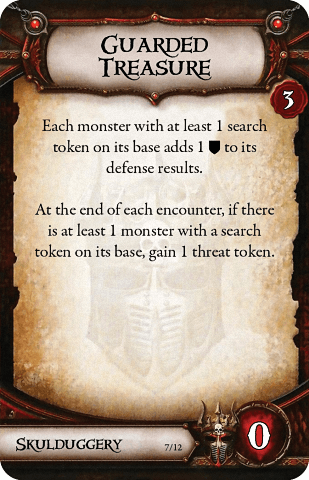 GUARDED
TREASURE
3
Each monster with at least 1 search
token on its base adds 1 to its
defense results.
At the end of each encounter, if there
is at least 1 monster with a search
token on its base, gain 1 threat token.
SKULDUGGERY
7/12
0